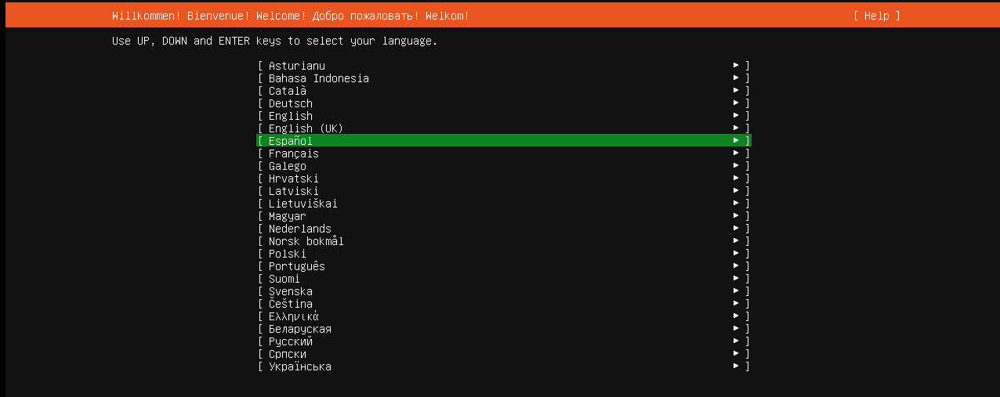 Willkommen! Bienvenue! Welcome! Добро пожаловать! Welkom! [ Help ]
Use UP, DOWN and ENTER keys to select your language.
[ Asturianu ► ]
[ Bahasa Indonesia ► ]
[ Català ► ]
[ Deutsch ► ]
[ English ► ]
[ English (UK) ► ]
[ Español ► ]
[ Français ► ]
[ Galego ► ]
[ Hrvatski ► ]
[ Latviski ► ]
[ Lietuviškai ► ]
[ Magyar ► ]
[ Nederlands ► ]
[ Norsk bokmål ► ]
[ Polski ► ]
[ Português ► ]
[ Suomi ► ]
[ Svenska ► ]
[ Čeština ► ]
[ Ελληνικά ► ]
[ Беларуская ► ]
[ Русский ► ]
[ Српски ► ]
[ Українська ► ]